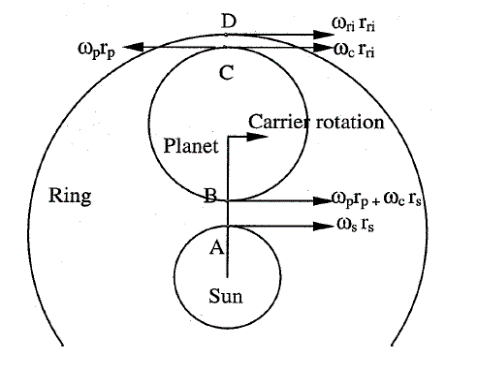 D
ωri rri
ωprp
ωc rri
C
Carrier rotation
Planet
Ring
B
ωprp + ωc rs
ωs rs
A
Sun